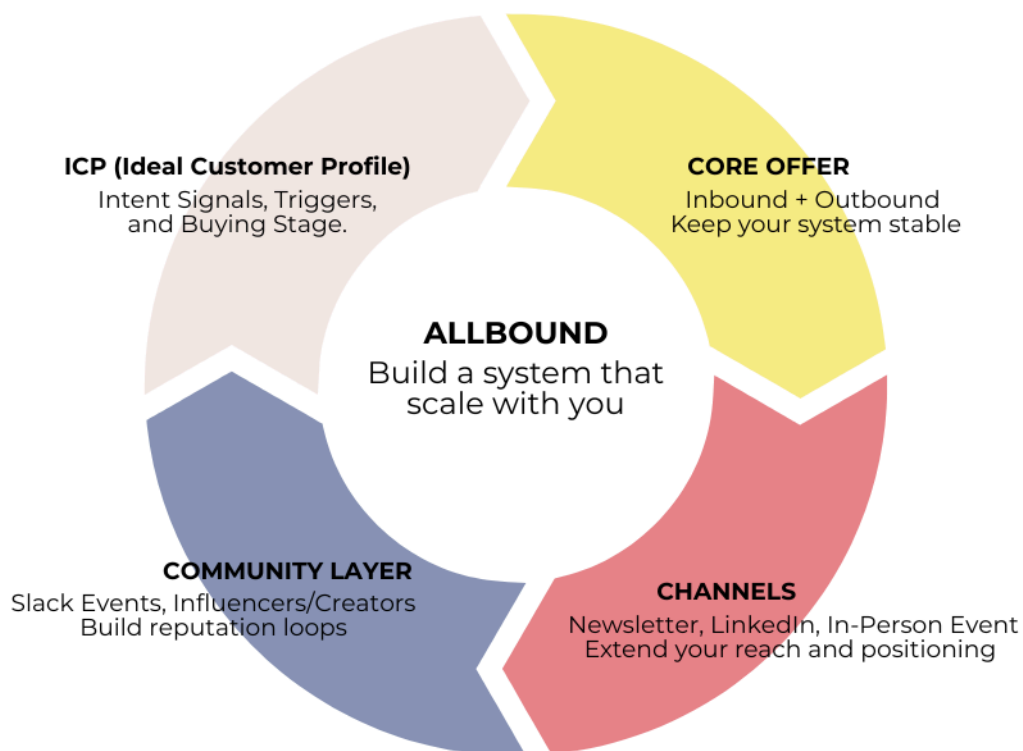 ICP (Ideal Customer Profile)
Intent Signals, Triggers,
and Buying Stage.
CORE OFFER
Inbound + Outbound
Keep your system stable
ALLBOUND
Build a system that
scale with you
COMMUNITY LAYER
Slack Events, Influencers/Creators
Build reputation loops
CHANNELS
Newsletter, LinkedIn, In-Person Event
Extend your reach and positioning